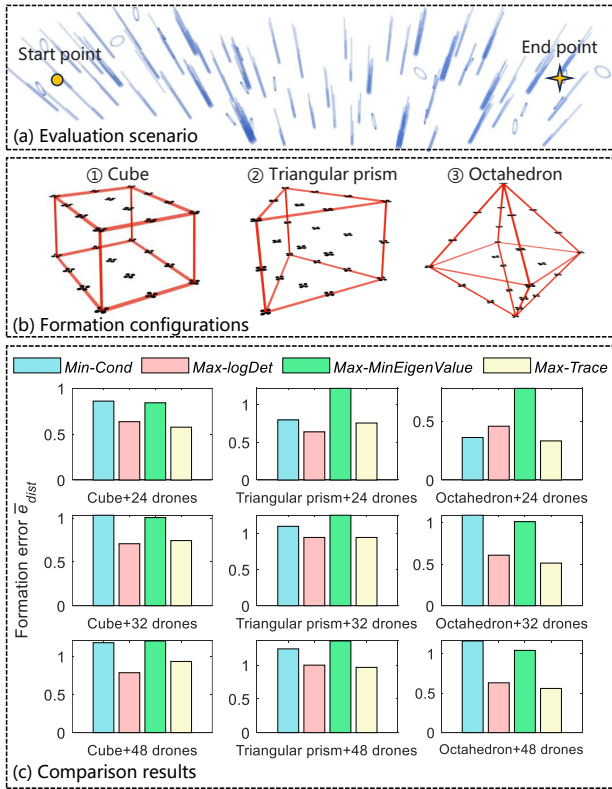 Start point
End point
(a) Evaluation scenario
① Cube
② Triangular prism
③ Octahedron
(b) Formation configurations
Min-Cond
Max-logDet
Max-MinEigenValue
Max-Trace
Formation error e̅dist
1
0.5
0
Cube+24 drones
1
0.5
0
Triangular prism+24 drones
0.5
0
Octahedron+24 drones
1
0.5
0
Cube+32 drones
1
0.5
0
Triangular prism+32 drones
1
0.5
0
Octahedron+32 drones
1
0.5
0
Cube+48 drones
1
0.5
0
Triangular prism+48 drones
1
0.5
0
Octahedron+48 drones
(c) Comparison results